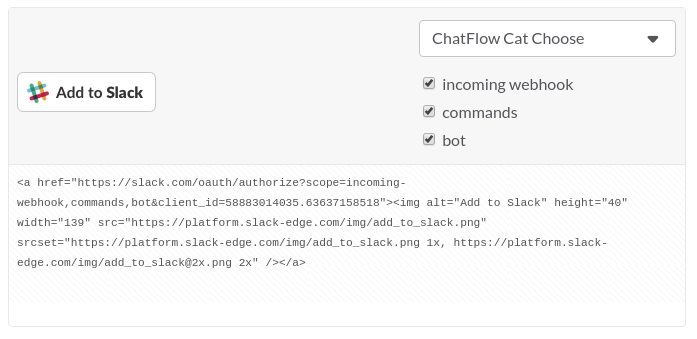 ChatFlow Cat Choose
Add to Slack
incoming webhook
commands
bot
<a href="https://slack.com/oauth/authorize?scope=incoming-
webhook,commands,bot&client_id=58883014035.63637158518"><img alt="Add to Slack" height="40"
width="139" src="https://platform.slack-edge.com/img/add_to_slack.png"
srcset="https://platform.slack-edge.com/img/add_to_slack.png 1x, https://platform.slack-
edge.com/img/add_to_slack@2x.png 2x" /></a>